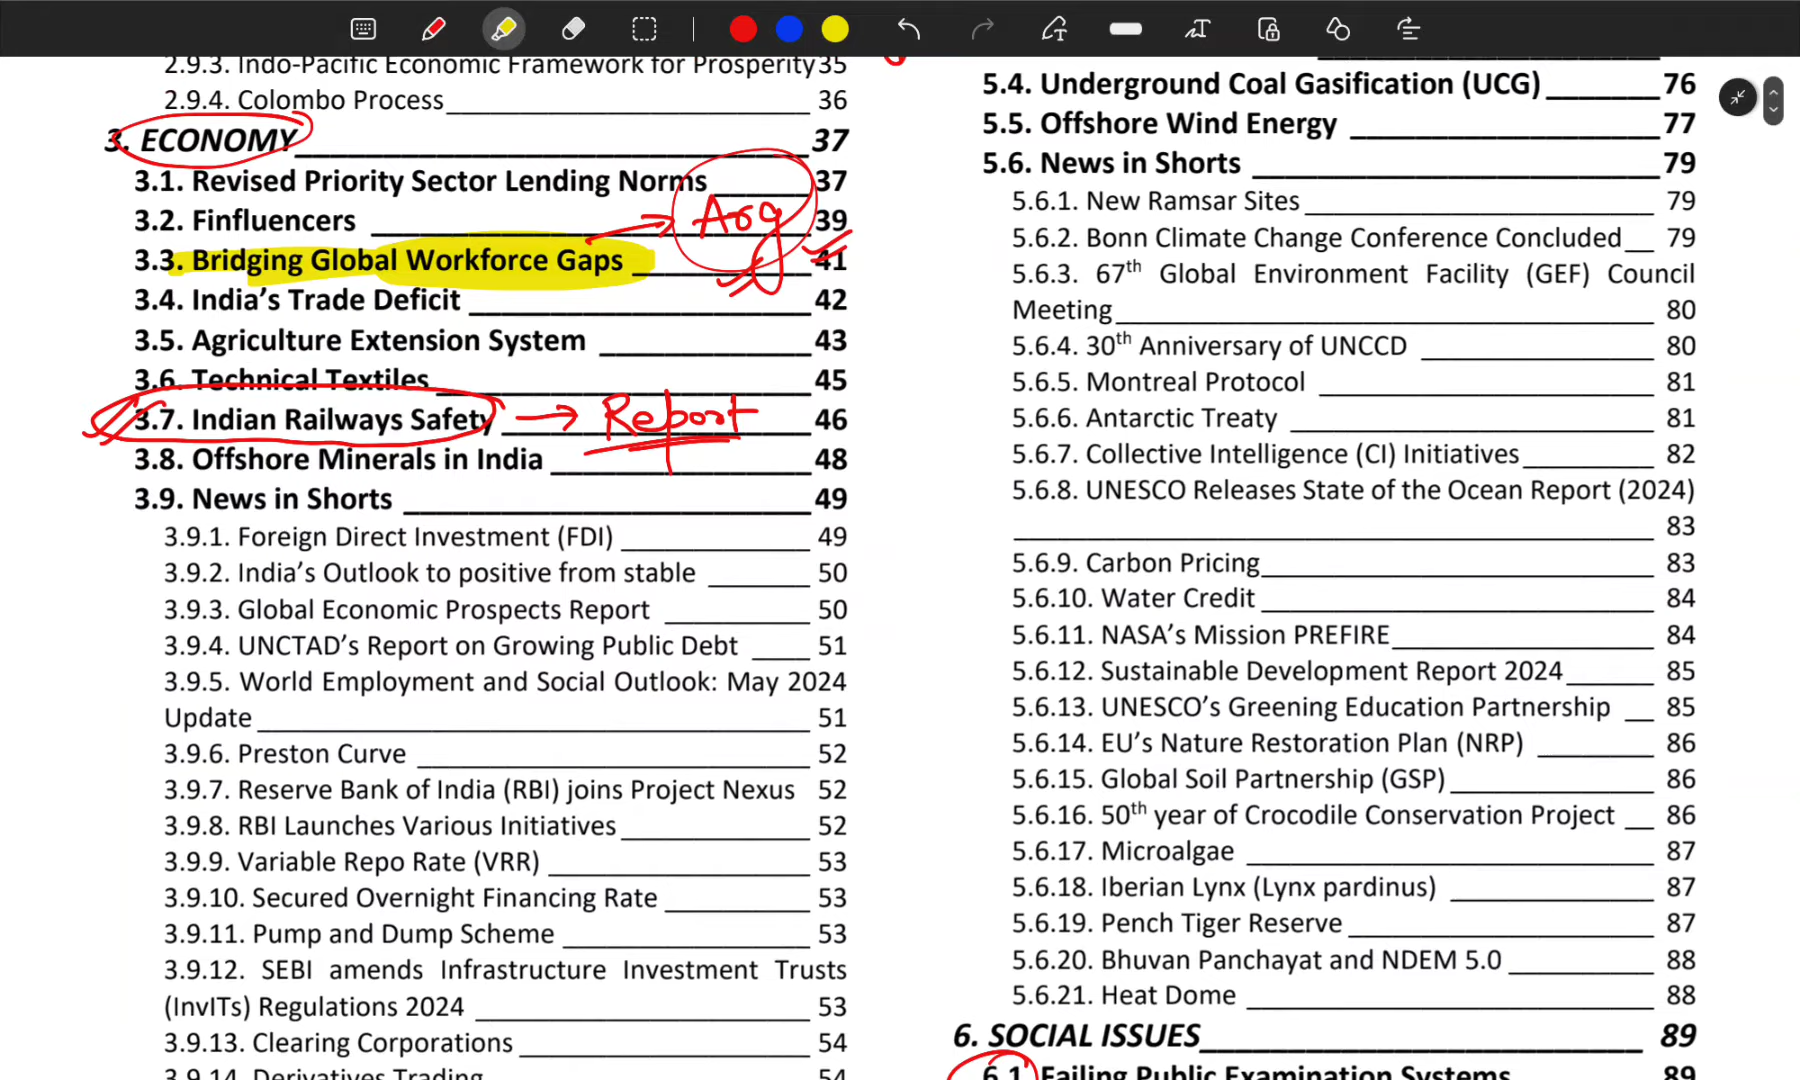 2.9.3. Indo-Pacific Economic Framework for Prosperity 35
2.9.4. Colombo Process 36
3. ECONOMY 37
3.1. Revised Priority Sector Lending Norms 37
3.2. Finfluencers 39
3.3. Bridging Global Workforce Gaps 41
Arg
3.4. India’s Trade Deficit 42
3.5. Agriculture Extension System 43
3.6. Technical Textiles 45
3.7. Indian Railways Safety 46
Report
3.8. Offshore Minerals in India 48
3.9. News in Shorts 49
3.9.1. Foreign Direct Investment (FDI) 49
3.9.2. India’s Outlook to positive from stable 50
3.9.3. Global Economic Prospects Report 50
3.9.4. UNCTAD’s Report on Growing Public Debt 51
3.9.5. World Employment and Social Outlook: May 2024
Update 51
3.9.6. Preston Curve 52
3.9.7. Reserve Bank of India (RBI) joins Project Nexus 52
3.9.8. RBI Launches Various Initiatives 52
3.9.9. Variable Repo Rate (VRR) 53
3.9.10. Secured Overnight Financing Rate 53
3.9.11. Pump and Dump Scheme 53
3.9.12. SEBI amends Infrastructure Investment Trusts
(InvITs) Regulations 2024 53
3.9.13. Clearing Corporations 54
3.9.14. Derivatives Trading 54
5.4. Underground Coal Gasification (UCG) 76
5.5. Offshore Wind Energy 77
5.6. News in Shorts 79
5.6.1. New Ramsar Sites 79
5.6.2. Bonn Climate Change Conference Concluded 79
5.6.3. 67th Global Environment Facility (GEF) Council
Meeting 80
5.6.4. 30th Anniversary of UNCCD 80
5.6.5. Montreal Protocol 81
5.6.6. Antarctic Treaty 81
5.6.7. Collective Intelligence (CI) Initiatives 82
5.6.8. UNESCO Releases State of the Ocean Report (2024)
83
5.6.9. Carbon Pricing 83
5.6.10. Water Credit 84
5.6.11. NASA’s Mission PREFIRE 84
5.6.12. Sustainable Development Report 2024 85
5.6.13. UNESCO’s Greening Education Partnership 85
5.6.14. EU’s Nature Restoration Plan (NRP) 86
5.6.15. Global Soil Partnership (GSP) 86
5.6.16. 50th year of Crocodile Conservation Project 86
5.6.17. Microalgae 87
5.6.18. Iberian Lynx (Lynx pardinus) 87
5.6.19. Pench Tiger Reserve 87
5.6.20. Bhuvan Panchayat and NDEM 5.0 88
5.6.21. Heat Dome 88
6. SOCIAL ISSUES 89
6.1. Failing Public Examination Systems 89